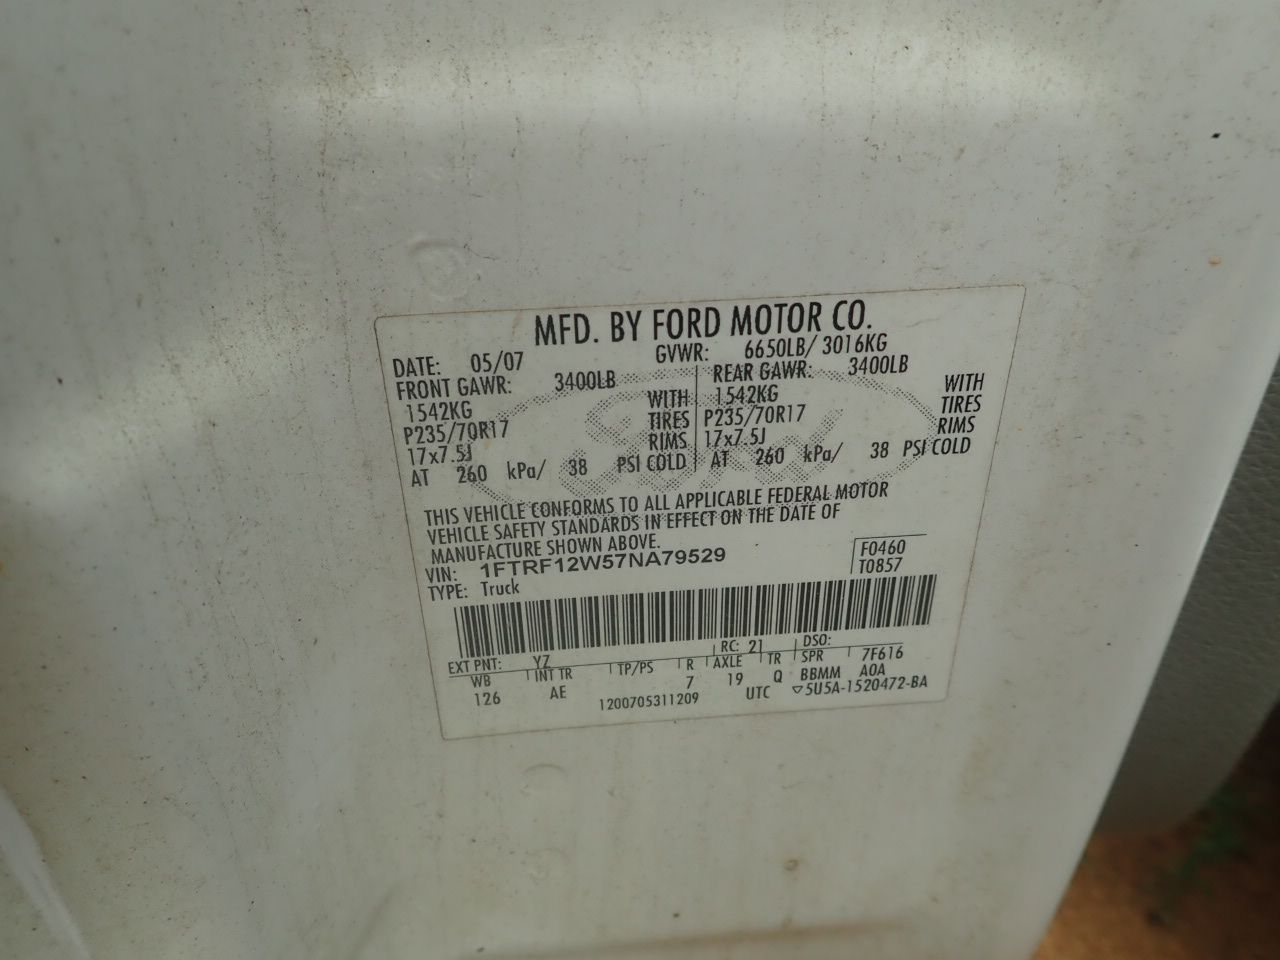 MFD. BY FORD MOTOR CO.
DATE: 05/07 GVWR: 6650LB/ 3016KG
FRONT GAWR: 3400LB REAR GAWR: 3400LB
1542KG WITH 1542KG WITH
P235/70R17 TIRES P235/70R17 TIRES
17x7.5J RIMS 17x7.5J RIMS
AT 260 kPa/ 38 PSI COLD AT 260 kPa/ 38 PSI COLD
THIS VEHICLE CONFORMS TO ALL APPLICABLE FEDERAL MOTOR
VEHICLE SAFETY STANDARDS IN EFFECT ON THE DATE OF
MANUFACTURE SHOWN ABOVE.
VIN: 1FTRF12W57NA79529 F0460
TYPE: Truck T0857
EXT PNT: YZ RC: 21 DSO:
WB INT TR TP/PS R AXLE TR SPR 7F616
126 AE 7 19 Q BBMM A0A
1200705311209 UTC ▽5U5A-1520472-BA